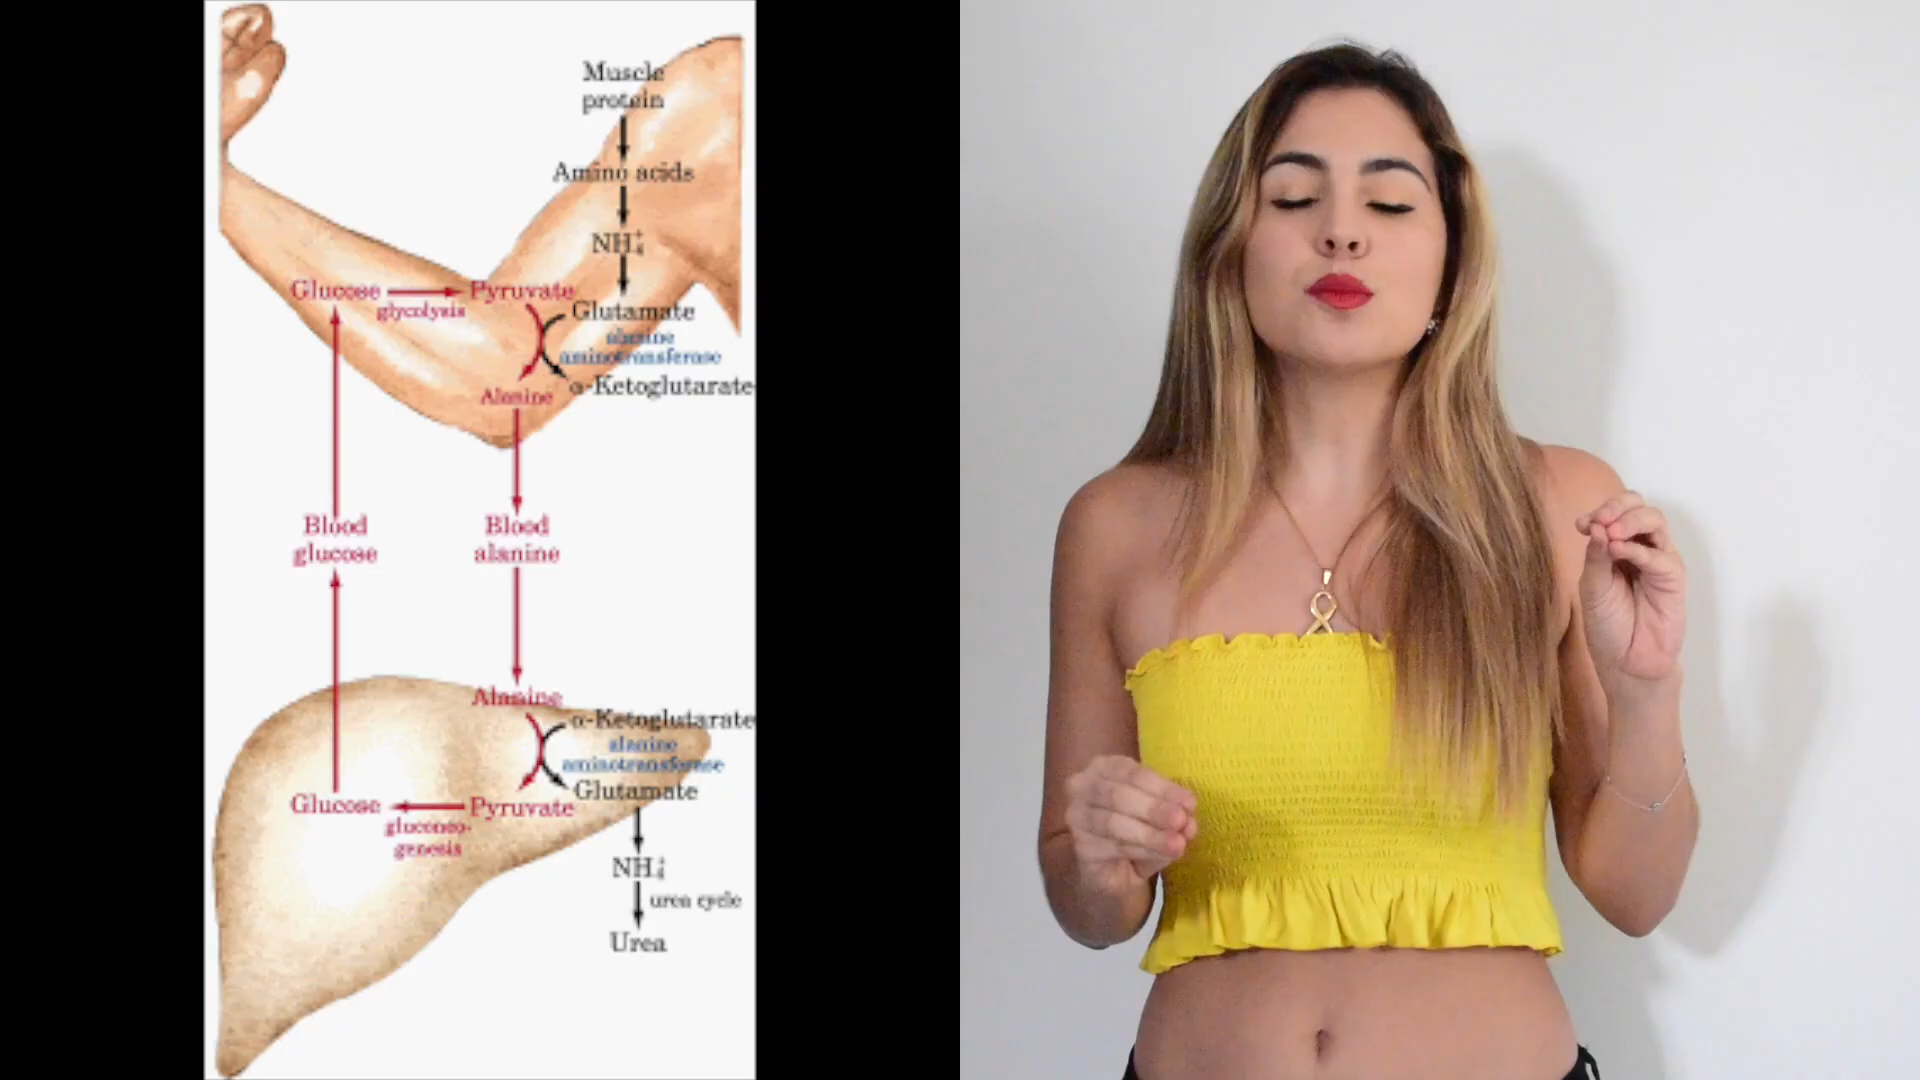 Muscle
protein
Amino acids
NH₄⁺
Glucose
glycolysis
Pyruvate
Glutamate
alanine
aminotransferase
α-Ketoglutarate
Alanine
Blood
glucose
Blood
alanine
Alanine
α-Ketoglutarate
alanine
aminotransferase
Glutamate
Glucose
gluconeo-
genesis
Pyruvate
NH₄⁺
urea cycle
Urea